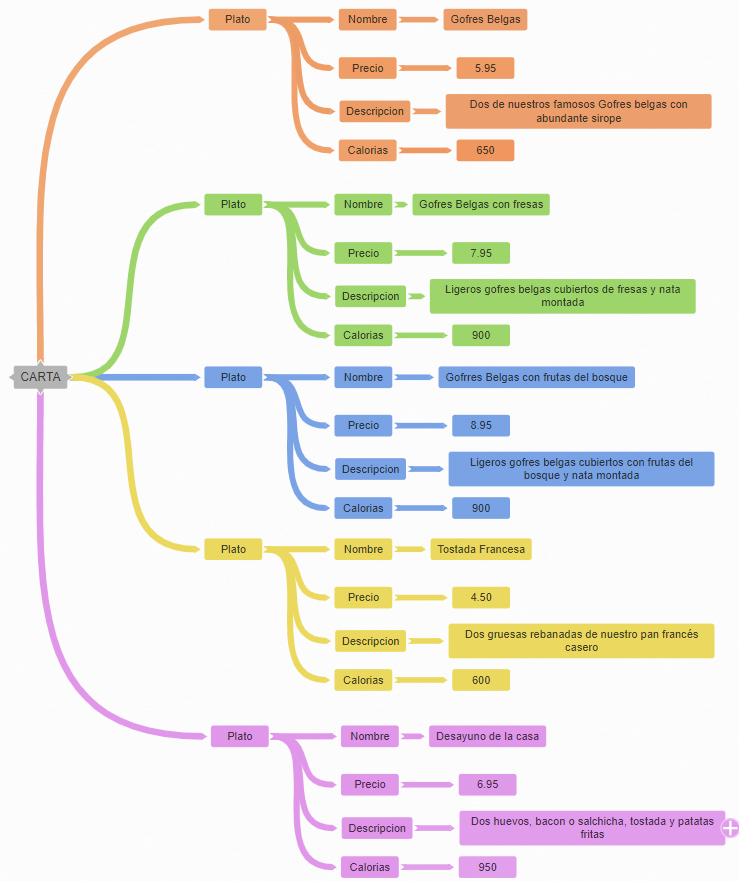 Plato
Nombre
Gofres Belgas
Precio
5.95
Descripcion
Dos de nuestros famosos Gofres belgas con
abundante sirope
Calorias
650
Plato
Nombre
Gofres Belgas con fresas
Precio
7.95
Descripcion
Ligeros gofres belgas cubiertos de fresas y nata
montada
Calorias
900
CARTA
Plato
Nombre
Gofrres Belgas con frutas del bosque
Precio
8.95
Descripcion
Ligeros gofres belgas cubiertos con frutas del
bosque y nata montada
Calorias
900
Plato
Nombre
Tostada Francesa
Precio
4.50
Descripcion
Dos gruesas rebanadas de nuestro pan francés
casero
Calorias
600
Plato
Nombre
Desayuno de la casa
Precio
6.95
Descripcion
Dos huevos, bacon o salchicha, tostada y patatas
fritas
Calorias
950